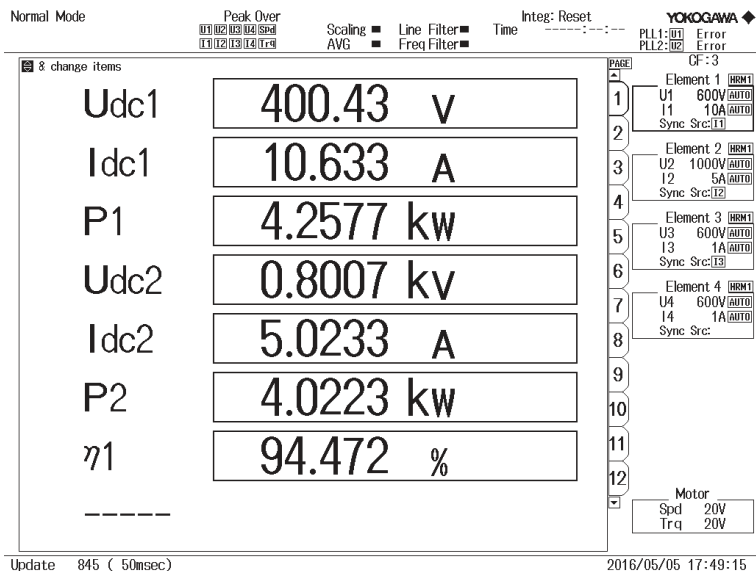 Normal Mode
Peak Over
U1 U2 U3 U4 Spd
I1 I2 I3 I4 Trq
Scaling
AVG
Line Filter
Freq Filter
Integ: Reset
Time -----:--:--
YOKOGAWA
PLL1: U1 Error
PLL2: U2 Error
8 change items
PAGE
CF:3
Udc1 400.43 V
Idc1 10.633 A
P1 4.2577 kW
Udc2 0.8007 kV
Idc2 5.0233 A
P2 4.0223 kW
η1 94.472 %
-----
1
2
3
4
5
6
7
8
9
10
11
12
Element 1 HRM1
U1 600V AUTO
I1 10A AUTO
Sync Src: I1
Element 2 HRM1
U2 1000V AUTO
I2 5A AUTO
Sync Src: I2
Element 3 HRM1
U3 600V AUTO
I3 1A AUTO
Sync Src: I3
Element 4 HRM1
U4 600V AUTO
I4 1A AUTO
Sync Src:
Motor
Spd 20V
Trq 20V
Update 845 ( 50msec)
2016/05/05 17:49:15